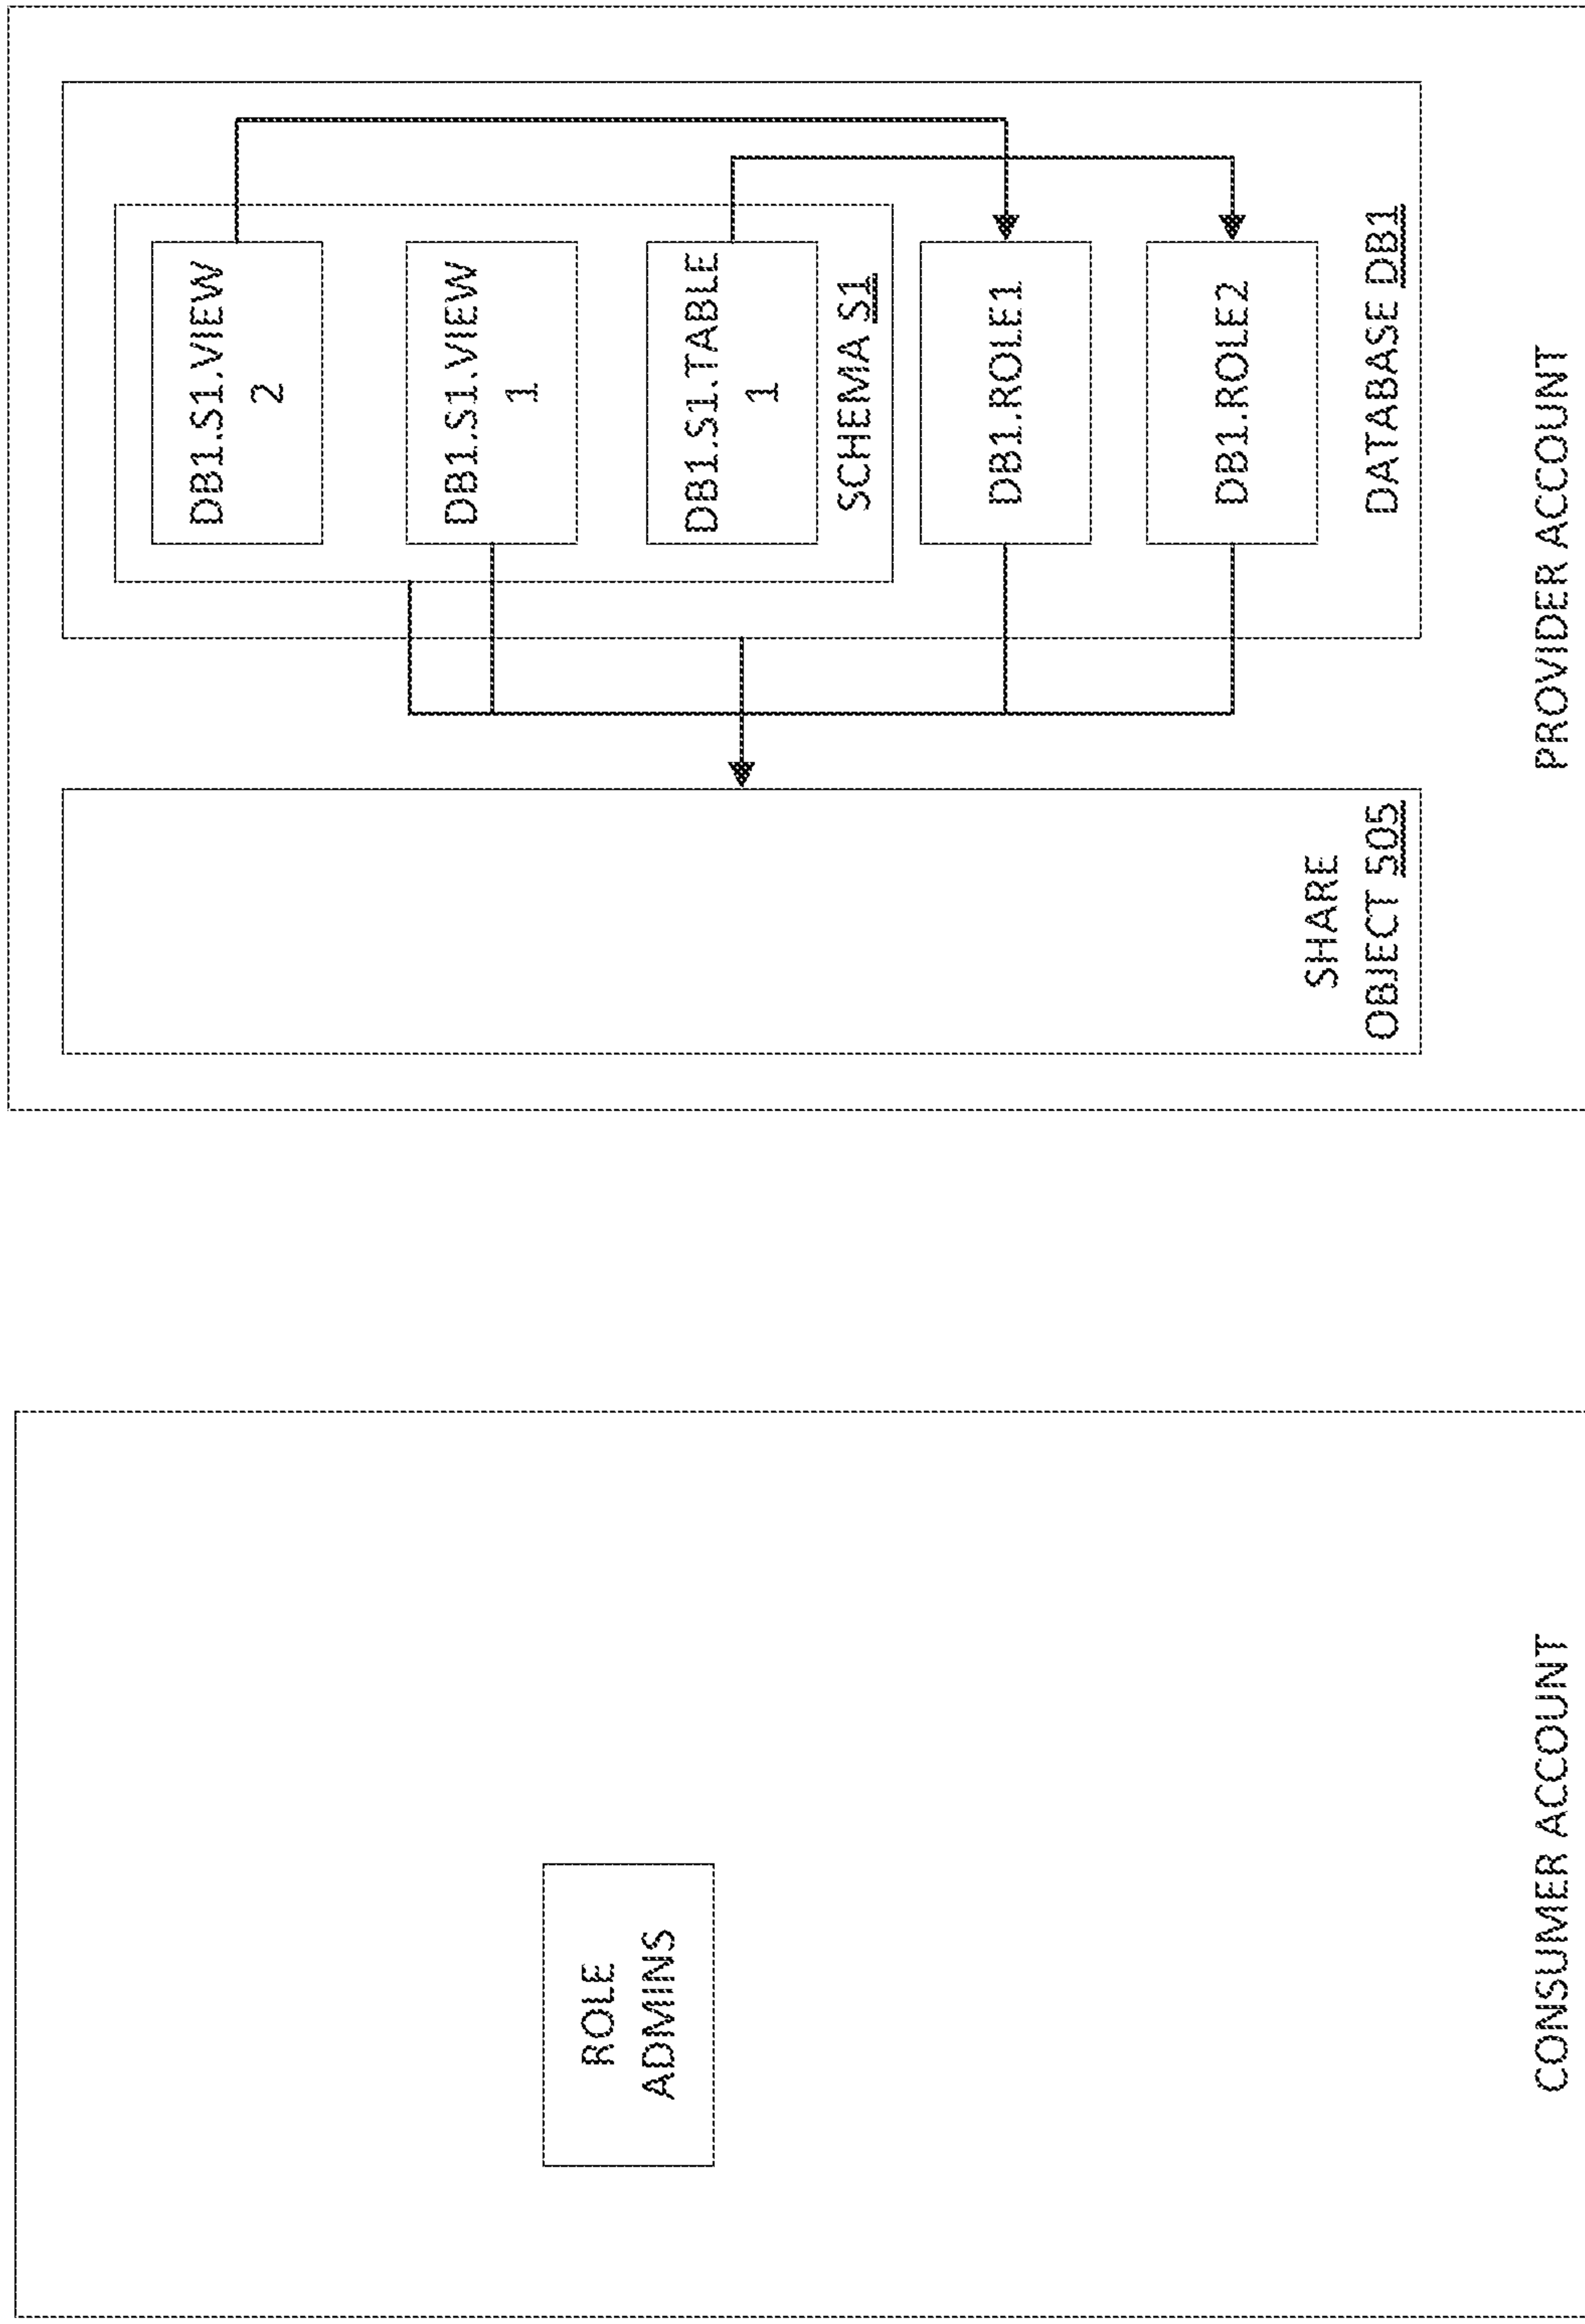 DB1.S1.VIEW
2
DB1.S1.VIEW
1
DB1.S1.TABLE
1
SCHEMA S1
DB1.ROLE1
DB1.ROLE2
DATABASE DB1
SHARE
OBJECT 505
PROVIDER ACCOUNT
ROLE
ADMINS
CONSUMER ACCOUNT